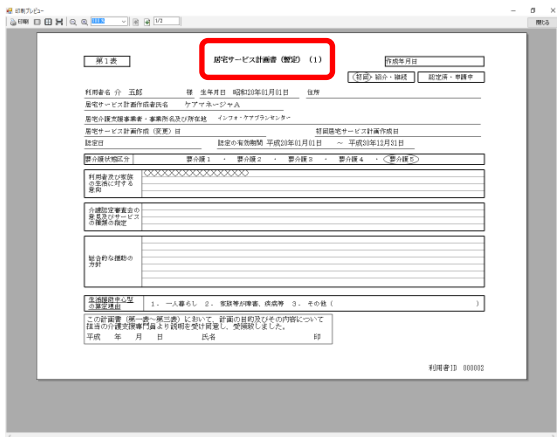 印刷プレビュー
1/2
閉じる
第1表
居宅サービス計画書（暫定）（1）
作成年月日
初回・紹介・継続
認定済・申請中
利用者名 介 五郎 様 生年月日 昭和20年01月01日 住所
居宅サービス計画作成者氏名 ケアマネージャA
居宅介護支援事業者・事業所名及び所在地 インフォ・ケアプランセンター
居宅サービス計画作成（変更）日 初回居宅サービス計画作成日
認定日 認定の有効期間 平成20年01月01日 ～ 平成30年12月31日
要介護状態区分 要介護1 ・ 要介護2 ・ 要介護3 ・ 要介護4 ・ 要介護5
利用者及び家族
の生活に対する
意向
XXXXXXXXXXXXXXXXXX
介護認定審査会の
意見及びサービス
の種類の指定
総合的な援助の
方針
生活援助中心型
の算定理由
1. 一人暮らし 2. 家族等が障害、疾病等 3. その他（ ）
この計画書（第一表～第三表）において、計画の目的及びその内容について
担当の介護支援専門員より説明を受け同意し、受領致しました。
平成 年 月 日 氏名 印
利用者ID 000002